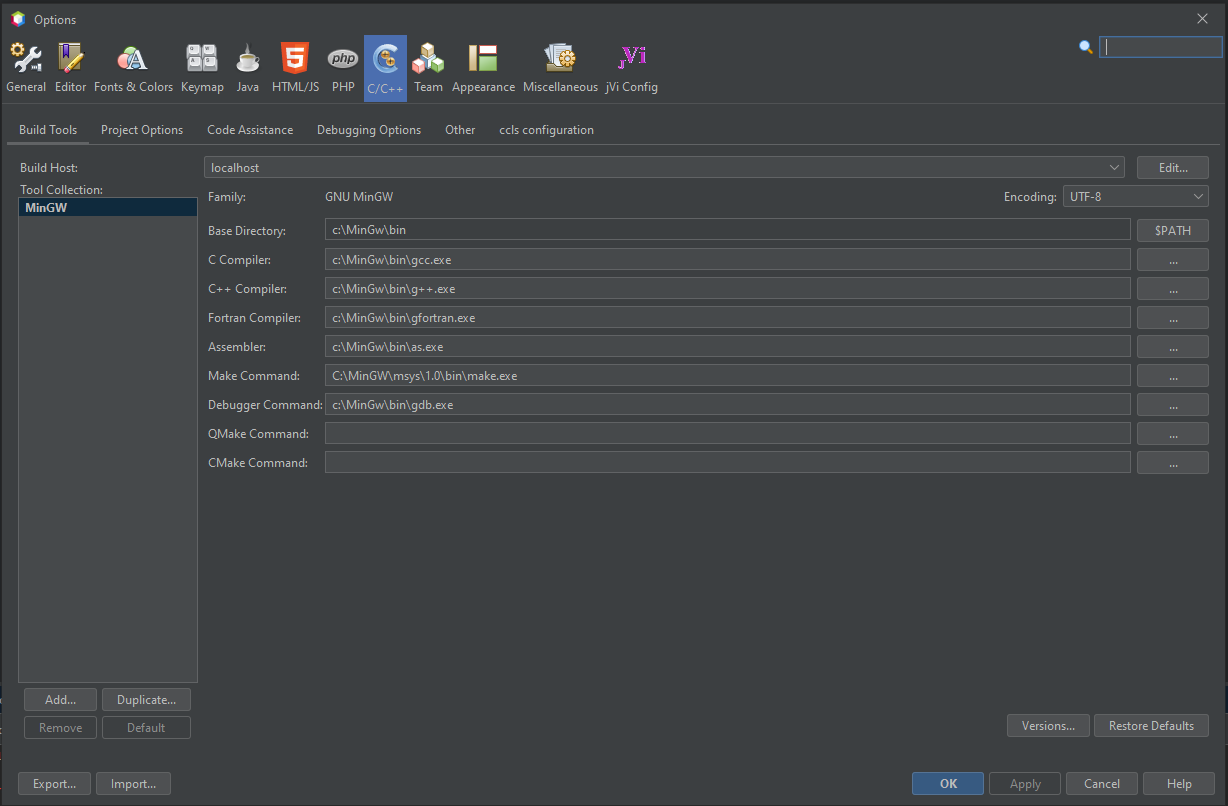 Options
General Editor Fonts & Colors Keymap Java HTML/JS PHP C/C++ Team Appearance Miscellaneous jVi Config
Build Tools Project Options Code Assistance Debugging Options Other ccls configuration
Build Host: localhost Edit...
Tool Collection:
MinGW
Family: GNU MinGW Encoding: UTF-8
Base Directory: c:\MinGw\bin $PATH
C Compiler: c:\MinGw\bin\gcc.exe ...
C++ Compiler: c:\MinGw\bin\g++.exe ...
Fortran Compiler: c:\MinGw\bin\gfortran.exe ...
Assembler: c:\MinGw\bin\as.exe ...
Make Command: C:\MinGW\msys\1.0\bin\make.exe ...
Debugger Command: c:\MinGw\bin\gdb.exe ...
QMake Command: ...
CMake Command: ...
Add... Duplicate...
Remove Default
Versions... Restore Defaults
Export... Import... OK Apply Cancel Help